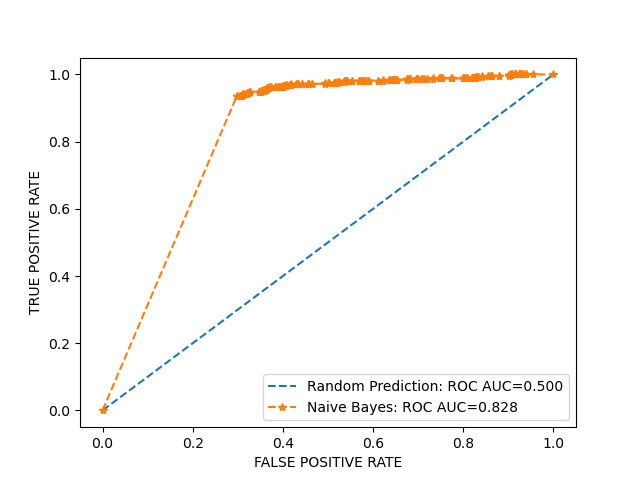 1.0
0.8
0.6
0.4
0.2
0.0
TRUE POSITIVE RATE
Random Prediction: ROC AUC=0.500
Naive Bayes: ROC AUC=0.828
0.0 0.2 0.4 0.6 0.8 1.0
FALSE POSITIVE RATE